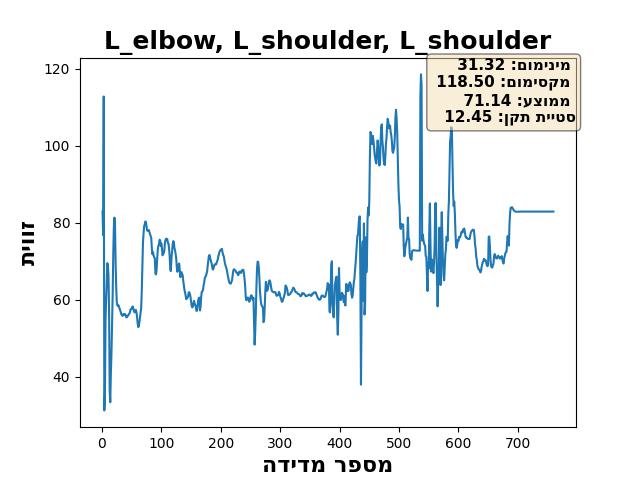 L_elbow, L_shoulder, L_shoulder
מינימום: 31.32
מקסימום: 118.50
ממוצע: 71.14
סטיית תקן: 12.45
זווית
120
100
80
60
40
0 100 200 300 400 500 600 700
מספר מדידה